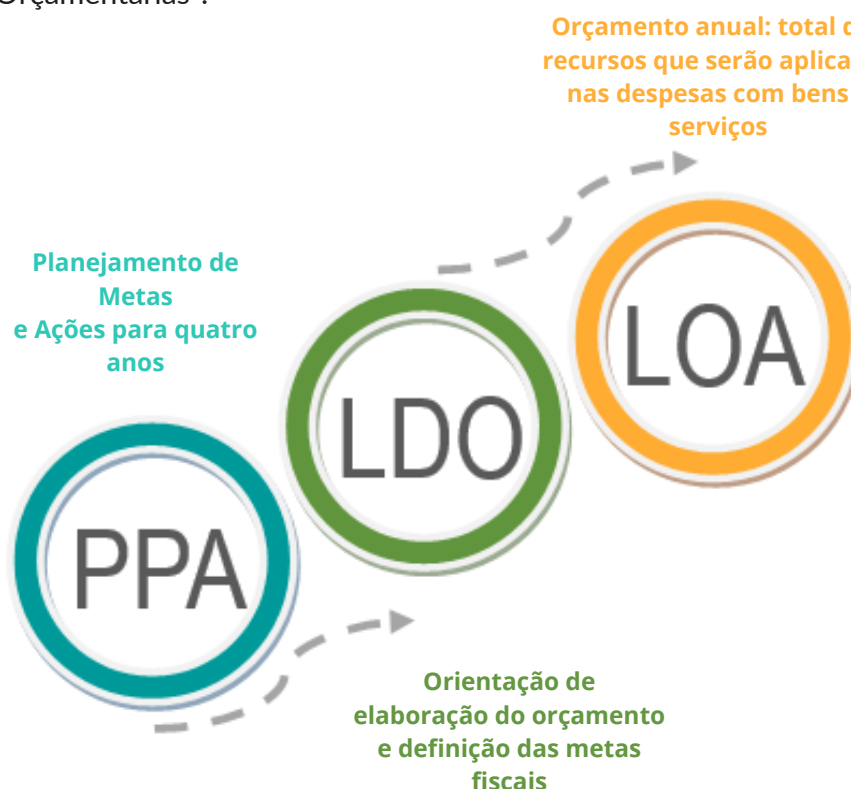 Orçamentárias".
Orçamento anual: total
recursos que serão
nas despesas com bens
serviços
Planejamento de
Metas
e Ações para quatro
anos
LOA
LDO
PPA
Orientação de
elaboração do orçamento
e definição das metas
fiscais